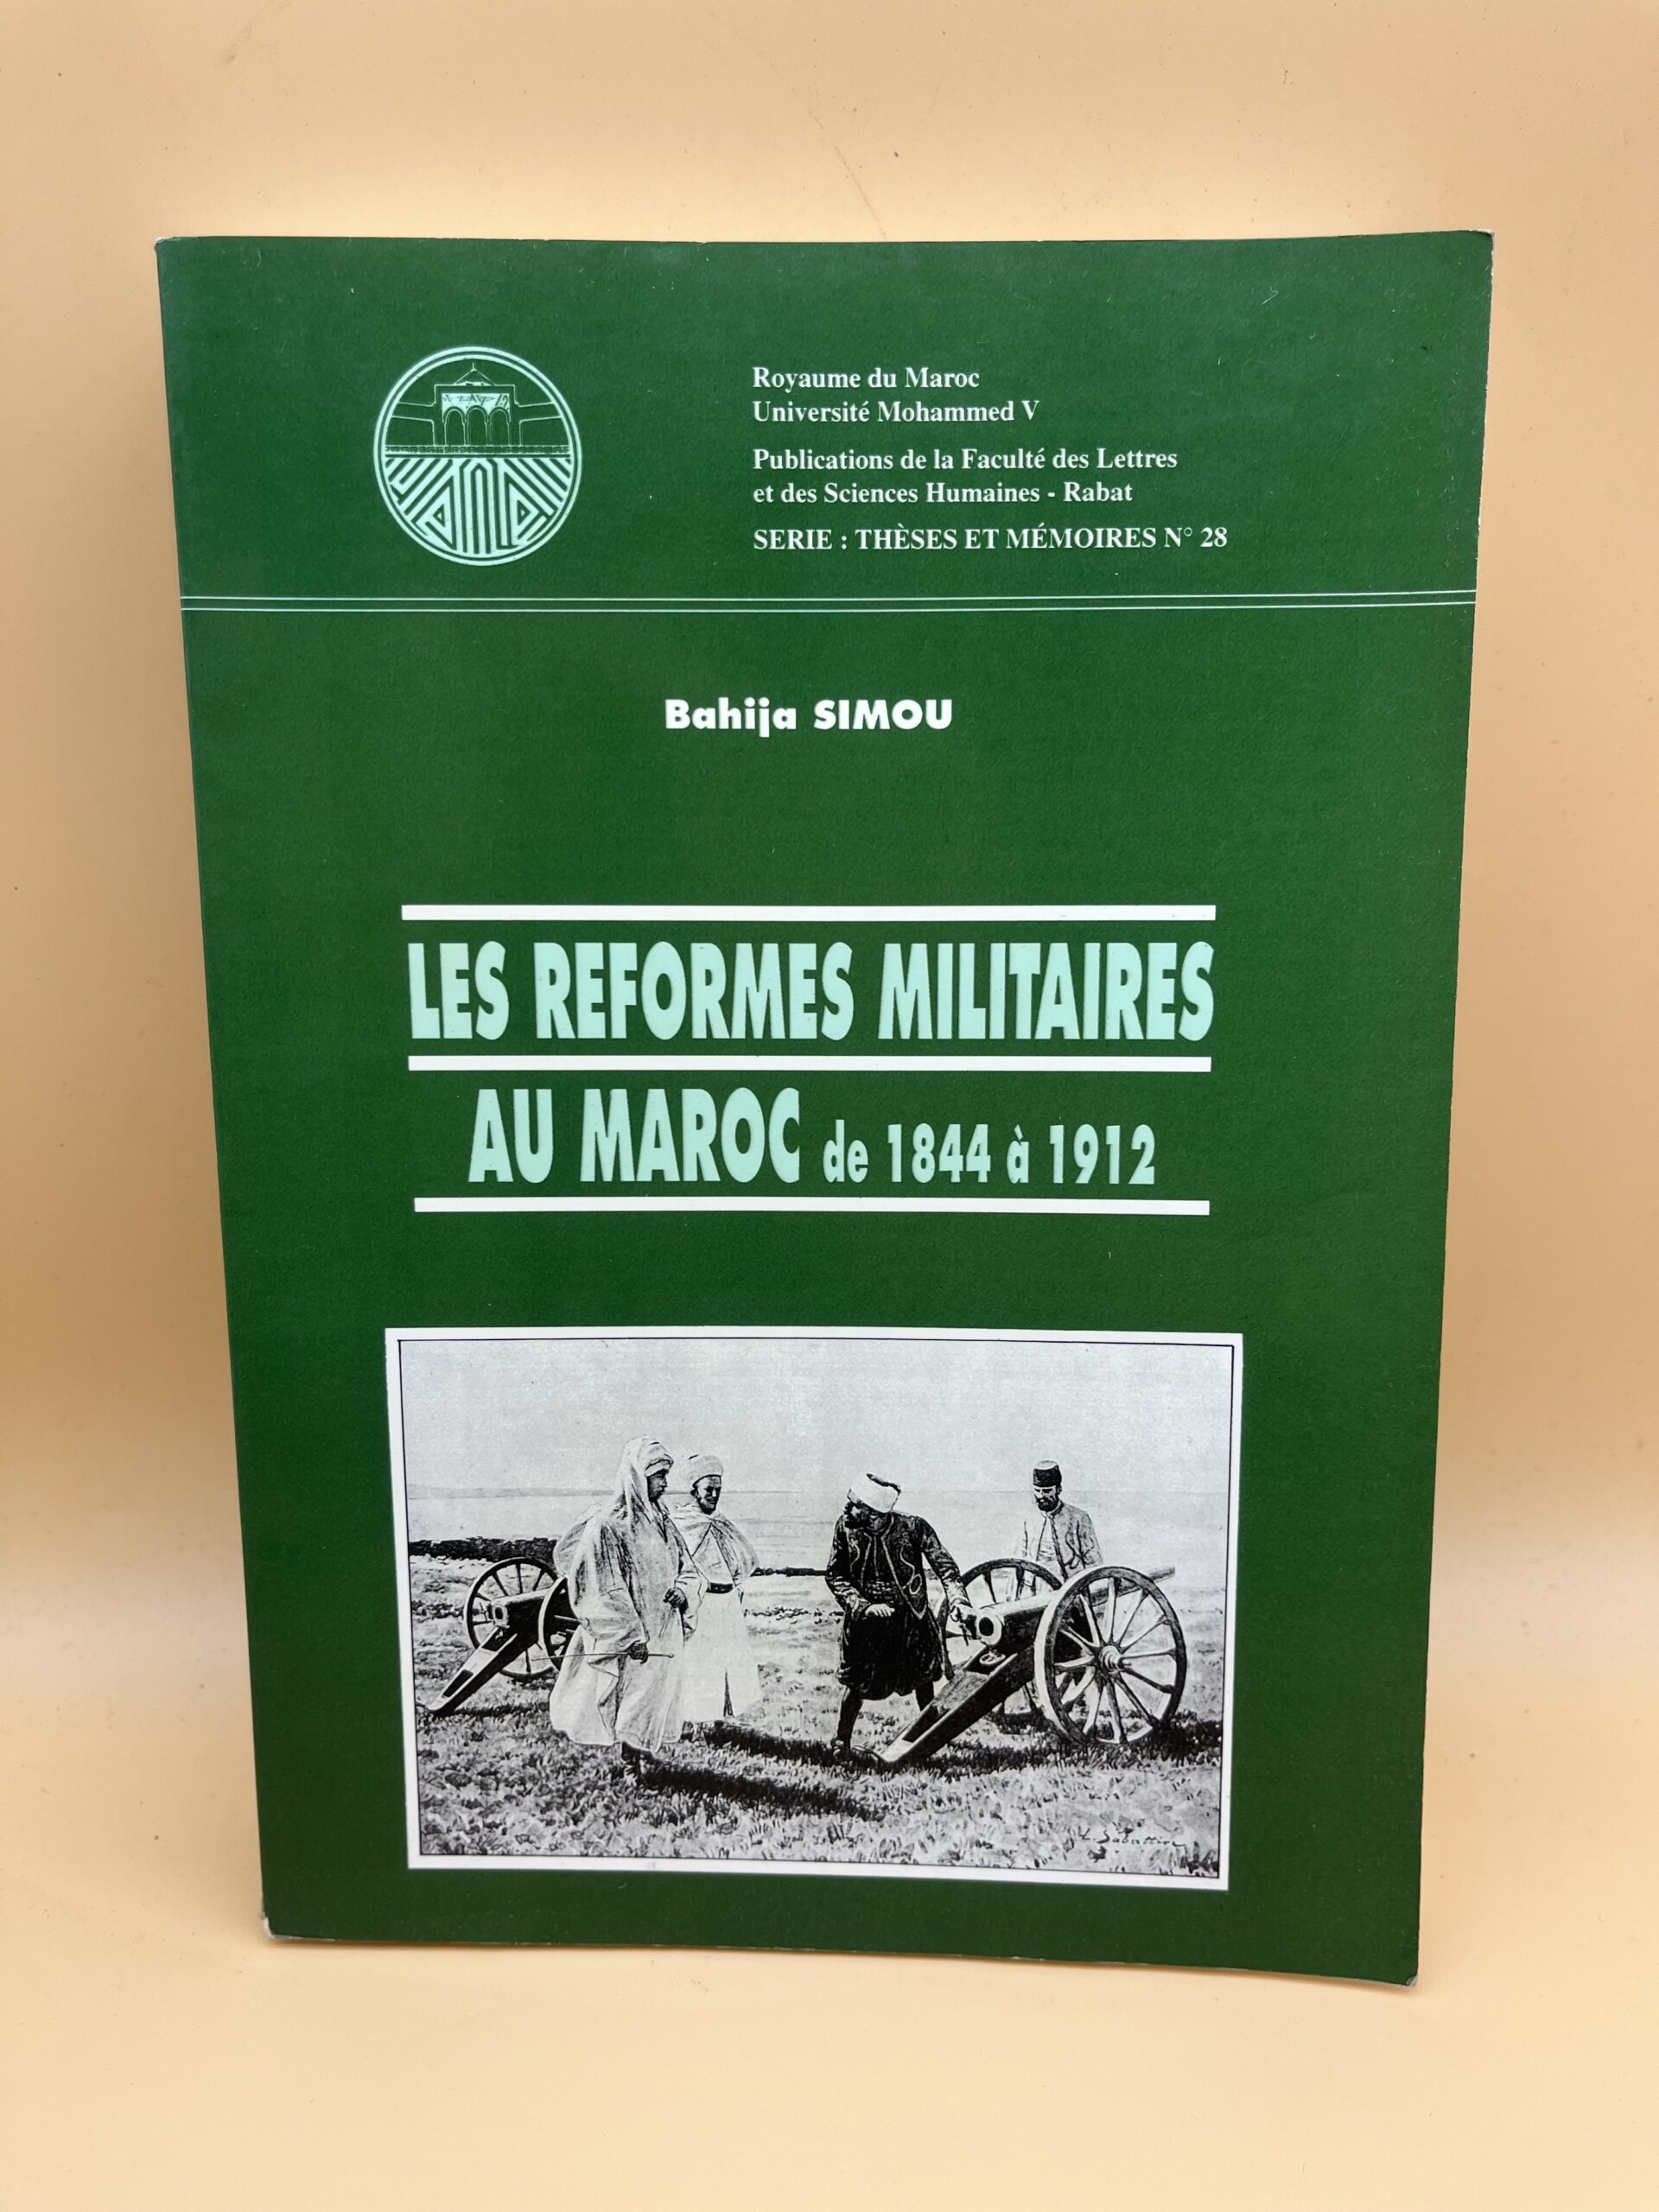 Royaume du Maroc
Université Mohammed V
Publications de la Faculté des Lettres
et des Sciences Humaines - Rabat
SERIE : THÈSES ET MÉMOIRES N° 28
Bahija SIMOU
LES REFORMES MILITAIRES
AU MAROC de 1844 à 1912